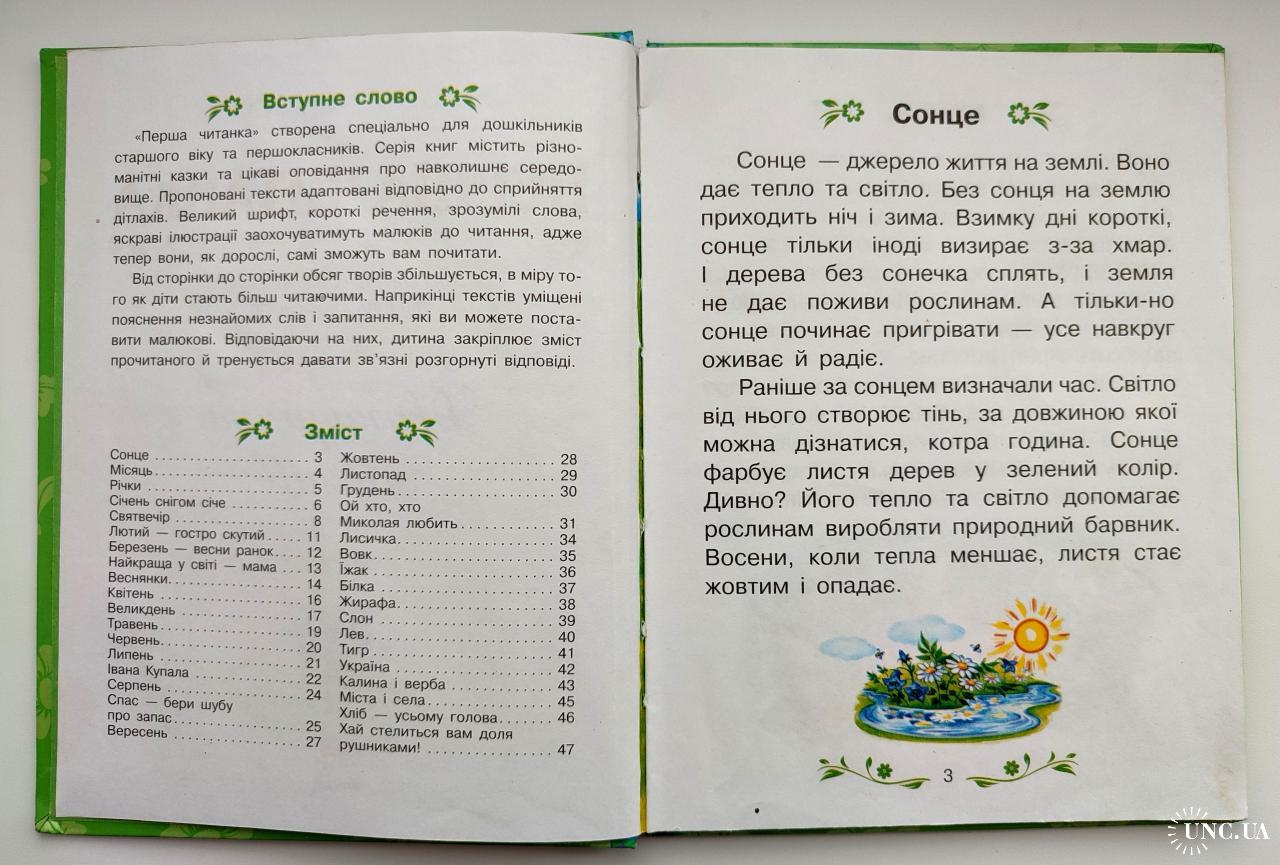 Вступне слово
«Перша читанка» створена спеціально для дошкільників
старшого віку та першокласників. Серія книг містить різно-
манітні казки та цікаві оповідання про навколишнє середо-
вище. Пропоновані тексти адаптовані відповідно до сприйняття
дітлахів. Великий шрифт, короткі речення, зрозумілі слова,
яскраві ілюстрації заохочуватимуть малюків до читання, адже
тепер вони, як дорослі, самі зможуть вам почитати.
Від сторінки до сторінки обсяг творів збільшується, в міру то-
го як діти стають більш читаючими. Наприкінці текстів уміщені
пояснення незнайомих слів і запитання, які ви можете поста-
вити малюкові. Відповідаючи на них, дитина закріплює зміст
прочитаного й тренується давати зв’язні розгорнуті відповіді.
Зміст
Сонце 3
Місяць 4
Річки 5
Січень снігом січе 6
Святвечір 8
Лютий — гостро скутий 11
Березень — весни ранок 12
Найкраща у світі — мама 13
Веснянки 14
Квітень 16
Великдень 17
Травень 19
Червень 20
Липень 21
Івана Купала 22
Серпень 24
Спас — бери шубу
про запас 25
Вересень 27
Жовтень 28
Листопад 29
Грудень 30
Ой хто, хто
Миколая любить 31
Лисичка 34
Вовк 35
Їжак 36
Білка 37
Жирафа 38
Слон 39
Лев 40
Тигр 41
Україна 42
Калина і верба 43
Міста і села 45
Хліб — усьому голова 46
Хай стелиться вам доля
рушниками! 47
Сонце
Сонце — джерело життя на землі. Воно
дає тепло та світло. Без сонця на землю
приходить ніч і зима. Взимку дні короткі,
сонце тільки іноді визирає з-за хмар.
І дерева без сонечка сплять, і земля
не дає поживи рослинам. А тільки-но
сонце починає пригрівати — усе навкруг
оживає й радіє.
Раніше за сонцем визначали час. Світло
від нього створює тінь, за довжиною якої
можна дізнатися, котра година. Сонце
фарбує листя дерев у зелений колір.
Дивно? Його тепло та світло допомагає
рослинам виробляти природний барвник.
Восени, коли тепла меншає, листя стає
жовтим і опадає.
3
UNC.UA